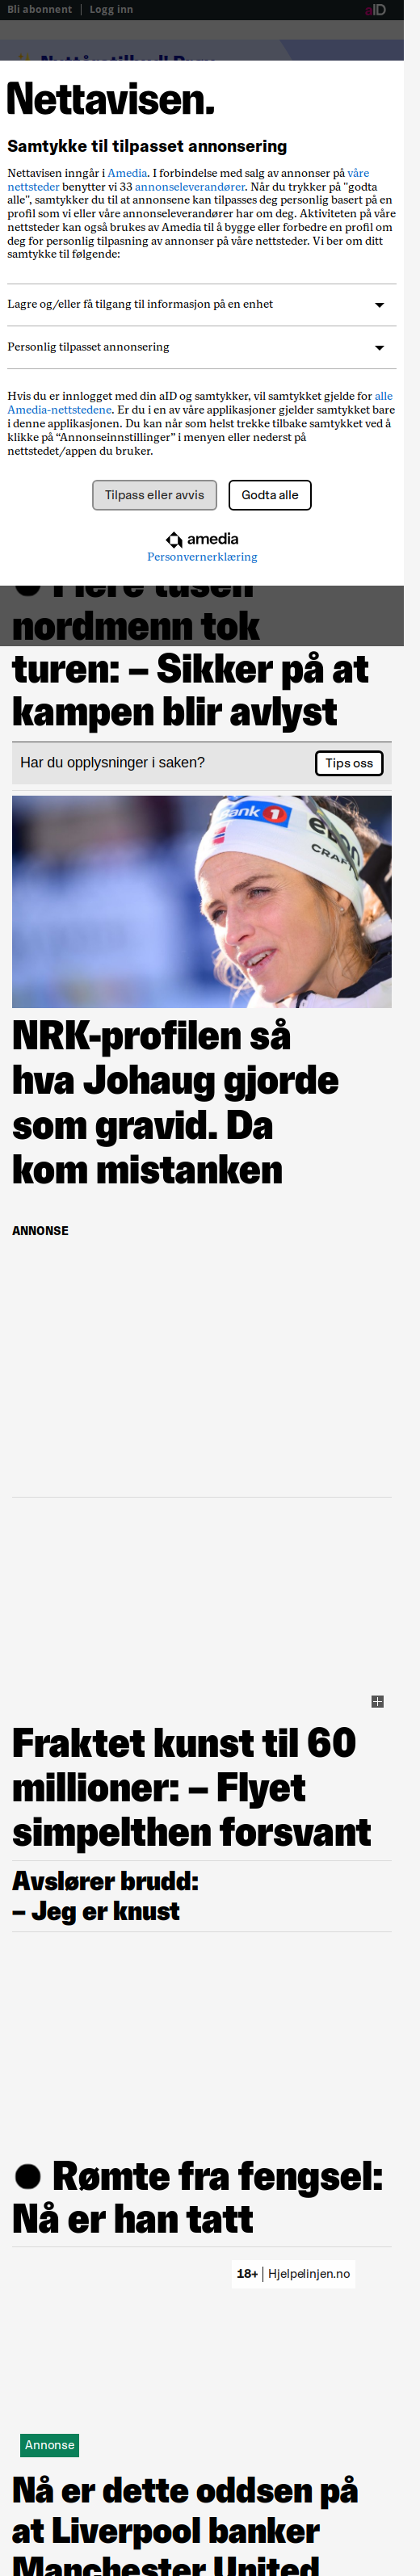 Bli abonnent | Logg inn
aID
Nettavisen.
Samtykke til tilpasset annonsering
Nettavisen inngår i Amedia. I forbindelse med salg av annonser på våre
nettsteder benytter vi 33 annonseleverandører. Når du trykker på "godta
alle", samtykker du til at annonsene kan tilpasses deg personlig basert på en
profil som vi eller våre annonseleverandører har om deg. Aktiviteten på våre
nettsteder kan også brukes av Amedia til å bygge eller forbedre en profil om
deg for personlig tilpasning av annonser på våre nettsteder. Vi ber om ditt
samtykke til følgende:
Lagre og/eller få tilgang til informasjon på en enhet
Personlig tilpasset annonsering
Hvis du er innlogget med din aID og samtykker, vil samtykket gjelde for alle
Amedia-nettstedene. Er du i en av våre applikasjoner gjelder samtykket bare
i denne applikasjonen. Du kan når som helst trekke tilbake samtykket ved å
klikke på “Annonseinnstillinger” i menyen eller nederst på
nettstedet/appen du bruker.
Tilpass eller avvis
Godta alle
amedia
Personvernerklæring
Flere tusen
nordmenn tok
turen: – Sikker på at
kampen blir avlyst
Har du opplysninger i saken?
Tips oss
Bank 1
CRAFT
NRK-profilen så
hva Johaug gjorde
som gravid. Da
kom mistanken
ANNONSE
Fraktet kunst til 60
millioner: – Flyet
simpelthen forsvant
Avslører brudd:
– Jeg er knust
Rømte fra fengsel:
Nå er han tatt
18+ | Hjelpelinjen.no
Annonse
Nå er dette oddsen på
at Liverpool banker
Manchester United